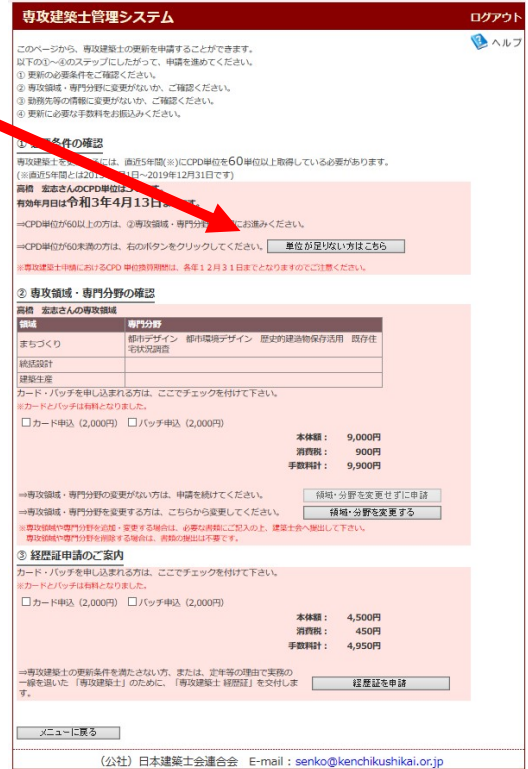 専攻建築士管理システム
ログアウト
ヘルプ
このページから、専攻建築士の更新を申請することができます。
以下の①~④のステップにしたがって、申請を進めてください。
① 更新の必要条件をご確認ください。
② 専攻領域・専門分野に変更がないか、ご確認ください。
③ 勤務先等の情報に変更がないか、ご確認ください。
④ 更新に必要な手数料をお振込みください。
条件の確認
専攻建築士を は、直近5年間(※)にCPD単位を60単位以上取得している必要があります。
(※直近5年間とは201 1日~2019年12月31日です)
高橋 宏志さんのCPD単位は
有効年月日は令和3年4月13日
⇒CPD単位が60以上の方は、②専攻領域・専門分 にお進みください。
⇒CPD単位が60未満の方は、右のボタンをクリックしてください。 単位が足りない方はこちら
※専攻建築士申請におけるCPD 単位換算期間は、各年12月31日までとなりますのでご注意ください。
② 専攻領域・専門分野の確認
高橋 宏志さんの専攻領域
領域 専門分野
まちづくり 都市デザイン 都市環境デザイン 歴史的建造物保存活用 既存住
宅状況調査
統括設計
建築生産
カード・バッチを申し込まれる方は、ここでチェックを付けて下さい。
※カードとバッチは有料となりました。
カード申込（2,000円） バッチ申込（2,000円）
本体額： 9,000円
消費税： 900円
手数料計： 9,900円
⇒専攻領域・専門分野の変更がない方は、申請を続けてください。 領域・分野を変更せずに申請
⇒専攻領域・専門分野を変更する方は、こちらから変更してください。 領域・分野を変更する
※専攻領域や専門分野を追加・変更する場合は、必要な書類にご記入の上、建築士会へ提出して下さい。
専攻領域や専門分野を削除する場合は、書類の提出は不要です。
③ 経歴証申請のご案内
カード・バッチを申し込まれる方は、ここでチェックを付けて下さい。
※カードとバッチは有料となりました。
カード申込（2,000円） バッチ申込（2,000円）
本体額： 4,500円
消費税： 450円
手数料計： 4,950円
⇒専攻建築士の更新条件を満たさない方、または、定年等の理由で実務の
一線を退いた「専攻建築士」のために、「専攻建築士 経歴証」を交付しま
す。
経歴証を申請
メニューに戻る
（公社）日本建築士会連合会 E-mail：senko@kenchikushikai.or.jp